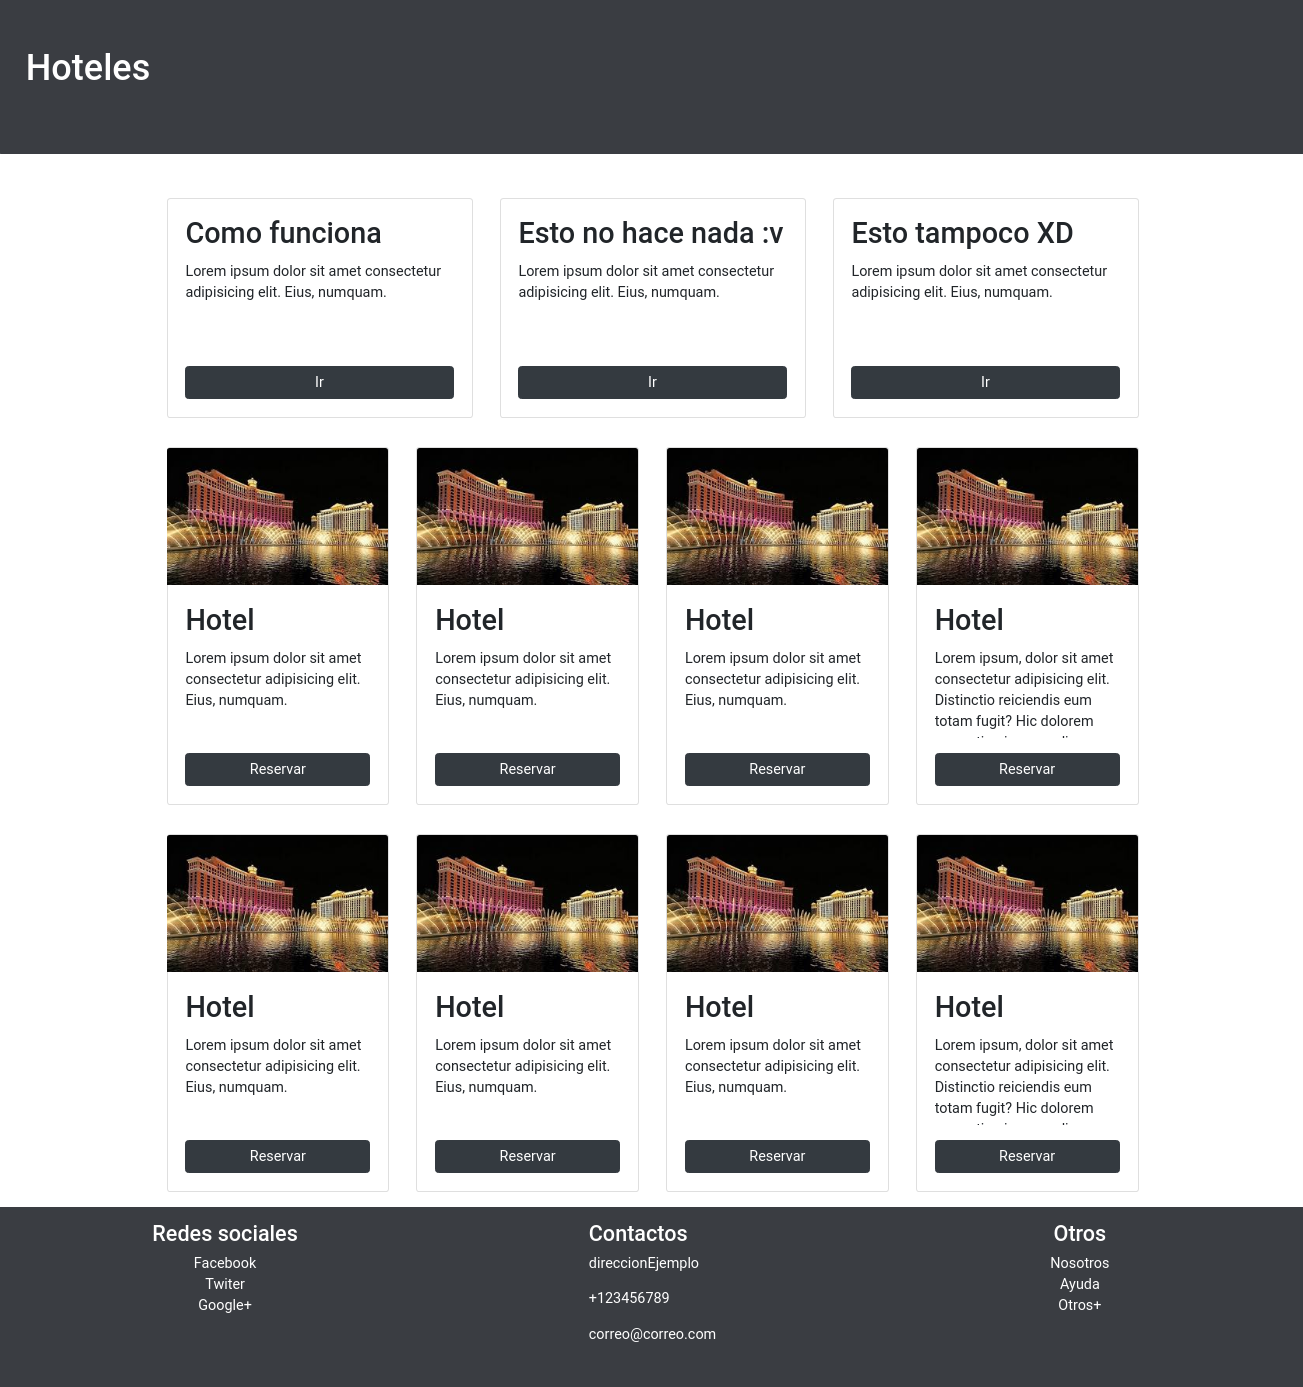 Hoteles
Como funciona
Lorem ipsum dolor sit amet consectetur
adipisicing elit. Eius, numquam.
Ir
Esto no hace nada :v
Lorem ipsum dolor sit amet consectetur
adipisicing elit. Eius, numquam.
Ir
Esto tampoco XD
Lorem ipsum dolor sit amet consectetur
adipisicing elit. Eius, numquam.
Ir
Hotel
Lorem ipsum dolor sit amet
consectetur adipisicing elit.
Eius, numquam.
Reservar
Hotel
Lorem ipsum dolor sit amet
consectetur adipisicing elit.
Eius, numquam.
Reservar
Hotel
Lorem ipsum dolor sit amet
consectetur adipisicing elit.
Eius, numquam.
Reservar
Hotel
Lorem ipsum, dolor sit amet
consectetur adipisicing elit.
Distinctio reiciendis eum
totam fugit? Hic dolorem
Reservar
Hotel
Lorem ipsum dolor sit amet
consectetur adipisicing elit.
Eius, numquam.
Reservar
Hotel
Lorem ipsum dolor sit amet
consectetur adipisicing elit.
Eius, numquam.
Reservar
Hotel
Lorem ipsum dolor sit amet
consectetur adipisicing elit.
Eius, numquam.
Reservar
Hotel
Lorem ipsum, dolor sit amet
consectetur adipisicing elit.
Distinctio reiciendis eum
totam fugit? Hic dolorem
Reservar
Redes sociales
Facebook
Twiter
Google+
Contactos
direccionEjemplo
+123456789
correo@correo.com
Otros
Nosotros
Ayuda
Otros+